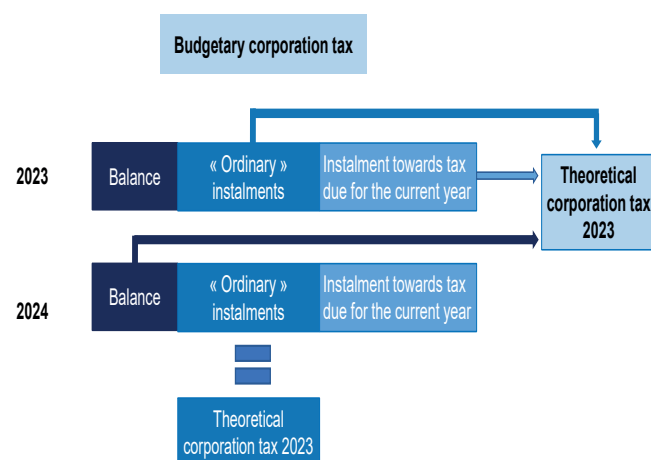 Budgetary corporation tax
2023
Balance
« Ordinary »
instalments
Instalment towards tax
due for the current year
Theoretical
corporation tax
2023
2024
Balance
« Ordinary »
instalments
Instalment towards tax
due for the current year
Theoretical
corporation tax 2023